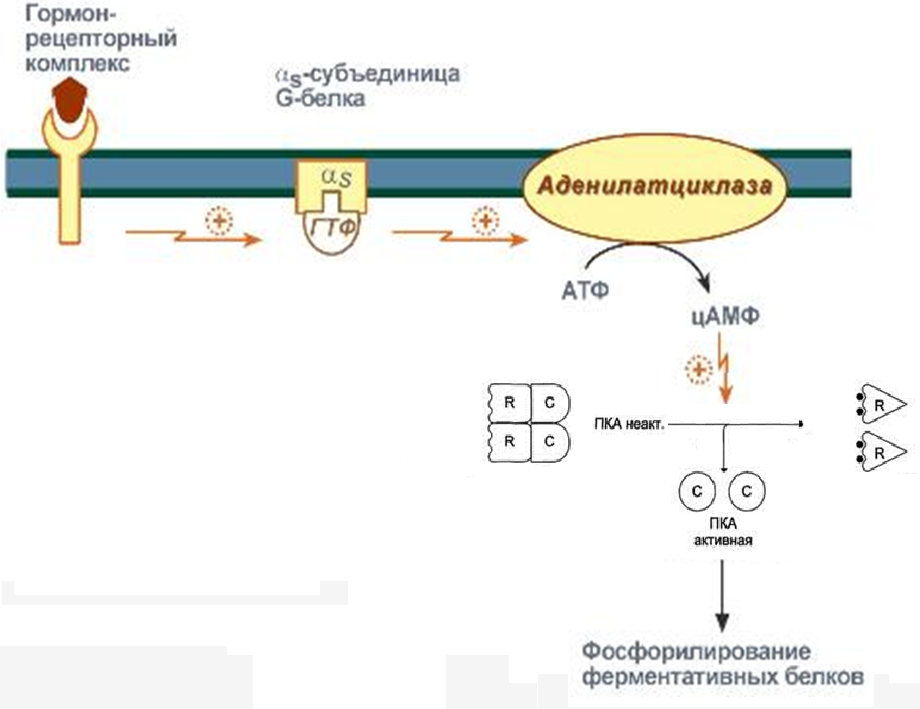 Гормон-
рецепторный
комплекс
αS-субъединица
G-белка
αS
ГТФ
Аденилатциклаза
АТФ
цАМФ
R C
R C
ПКА неакт.
R
R
C C
ПКА
активная
Фосфорилирование
ферментативных белков